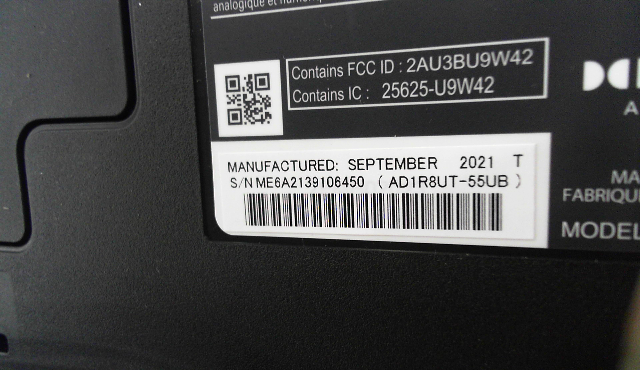 analogique et numér
Contains FCC ID : 2AU3BU9W42
Contains IC : 25625-U9W42
MANUFACTURED: SEPTEMBER 2021 T
S/N ME6A2139106450 ( AD1R8UT-55UB )
A
MA
FABRIQUE
MODEL